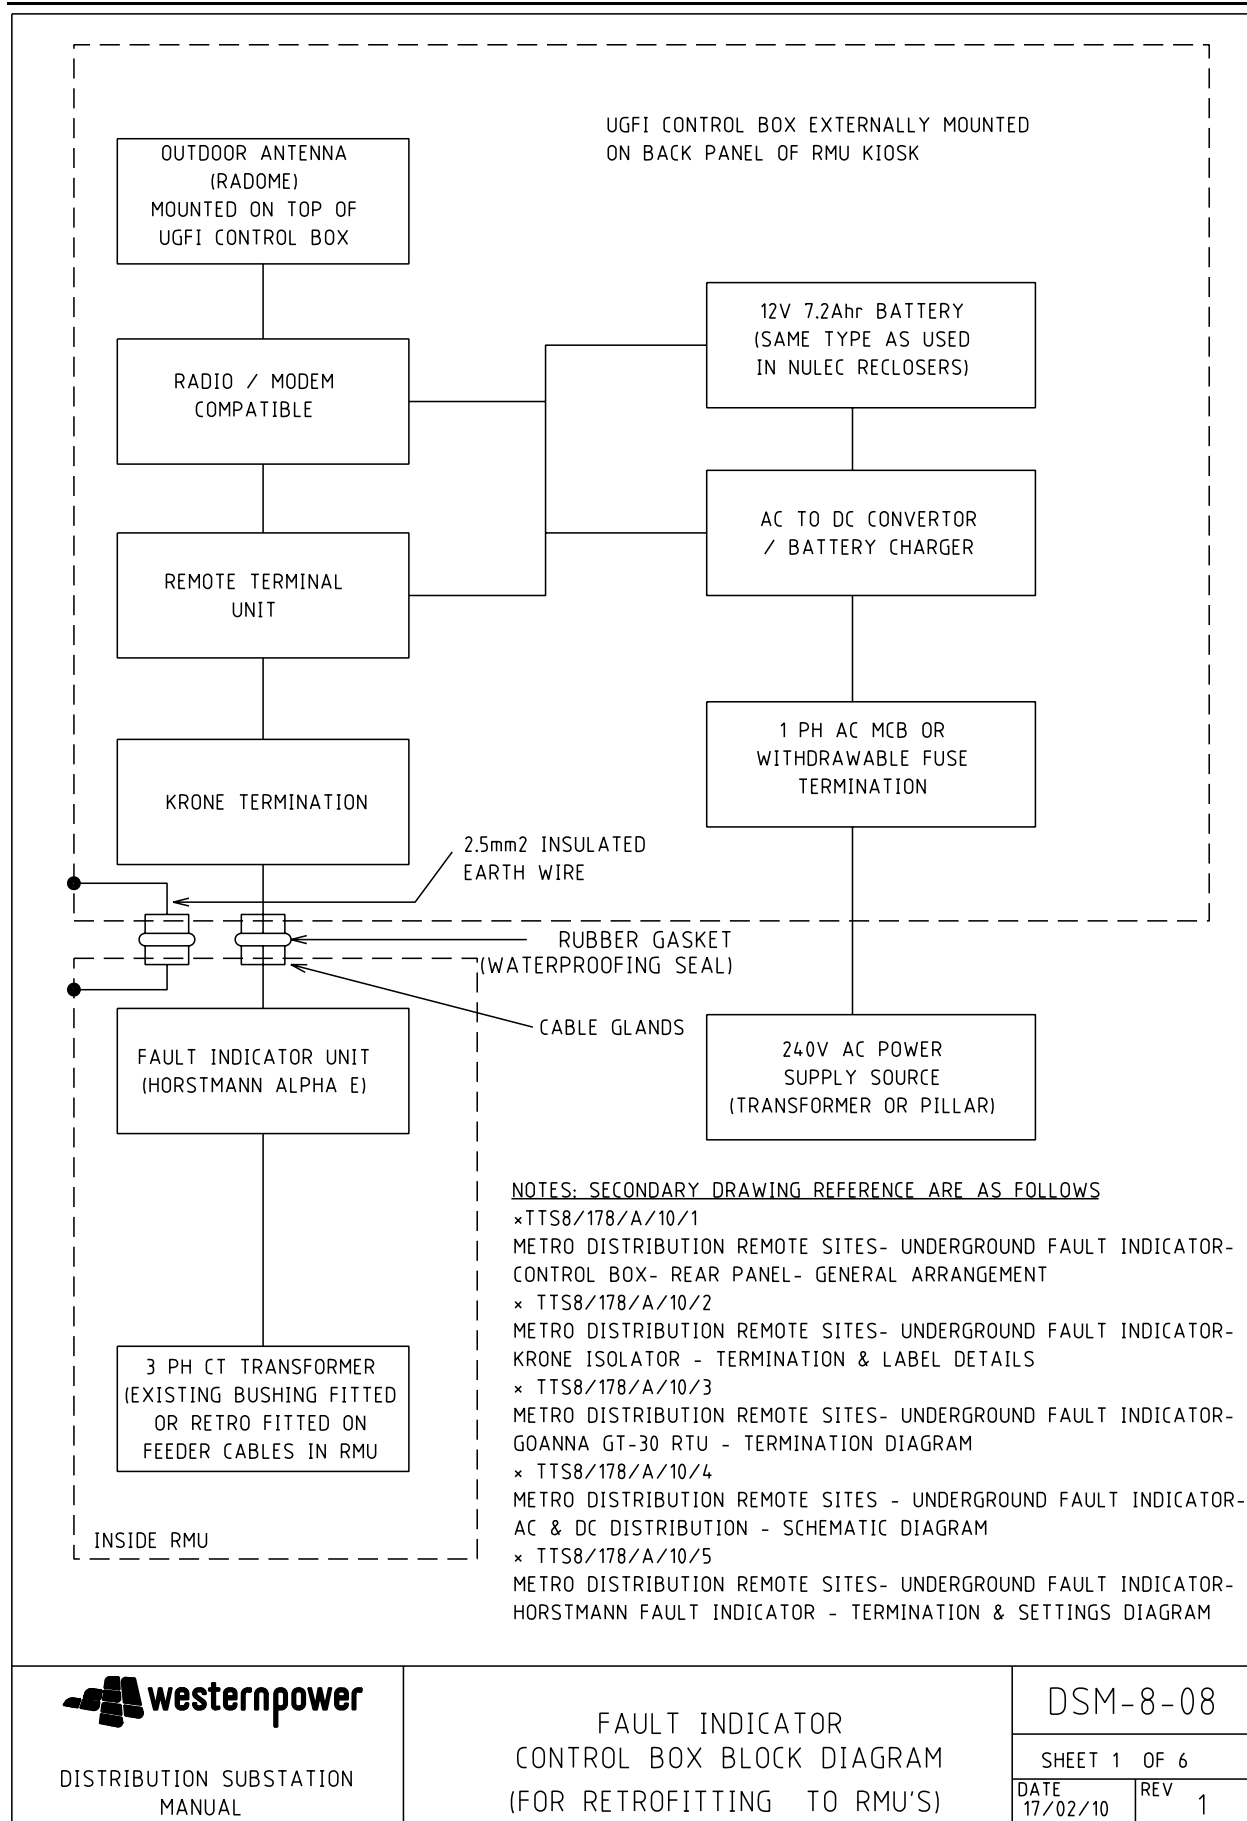 UGFI CONTROL BOX EXTERNALLY MOUNTED
ON BACK PANEL OF RMU KIOSK
OUTDOOR ANTENNA
(RADOME)
MOUNTED ON TOP OF
UGFI CONTROL BOX
12V 7.2Ahr BATTERY
(SAME TYPE AS USED
IN NULEC RECLOSERS)
RADIO / MODEM
COMPATIBLE
AC TO DC CONVERTOR
/ BATTERY CHARGER
REMOTE TERMINAL
UNIT
1 PH AC MCB OR
WITHDRAWABLE FUSE
TERMINATION
KRONE TERMINATION
2.5mm2 INSULATED
EARTH WIRE
RUBBER GASKET
(WATERPROOFING SEAL)
CABLE GLANDS
FAULT INDICATOR UNIT
(HORSTMANN ALPHA E)
240V AC POWER
SUPPLY SOURCE
(TRANSFORMER OR PILLAR)
3 PH CT TRANSFORMER
(EXISTING BUSHING FITTED
OR RETRO FITTED ON
FEEDER CABLES IN RMU
INSIDE RMU
NOTES: SECONDARY DRAWING REFERENCE ARE AS FOLLOWS
×TTS8/178/A/10/1
METRO DISTRIBUTION REMOTE SITES- UNDERGROUND FAULT INDICATOR-
CONTROL BOX- REAR PANEL- GENERAL ARRANGEMENT
× TTS8/178/A/10/2
METRO DISTRIBUTION REMOTE SITES- UNDERGROUND FAULT INDICATOR-
KRONE ISOLATOR - TERMINATION & LABEL DETAILS
× TTS8/178/A/10/3
METRO DISTRIBUTION REMOTE SITES- UNDERGROUND FAULT INDICATOR-
GOANNA GT-30 RTU - TERMINATION DIAGRAM
× TTS8/178/A/10/4
METRO DISTRIBUTION REMOTE SITES - UNDERGROUND FAULT INDICATOR-
AC & DC DISTRIBUTION - SCHEMATIC DIAGRAM
× TTS8/178/A/10/5
METRO DISTRIBUTION REMOTE SITES- UNDERGROUND FAULT INDICATOR-
HORSTMANN FAULT INDICATOR - TERMINATION & SETTINGS DIAGRAM
westernpower
DISTRIBUTION SUBSTATION
MANUAL
FAULT INDICATOR
CONTROL BOX BLOCK DIAGRAM
(FOR RETROFITTING TO RMU'S)
DSM-8-08
SHEET 1 OF 6
DATE
17/02/10
REV
1